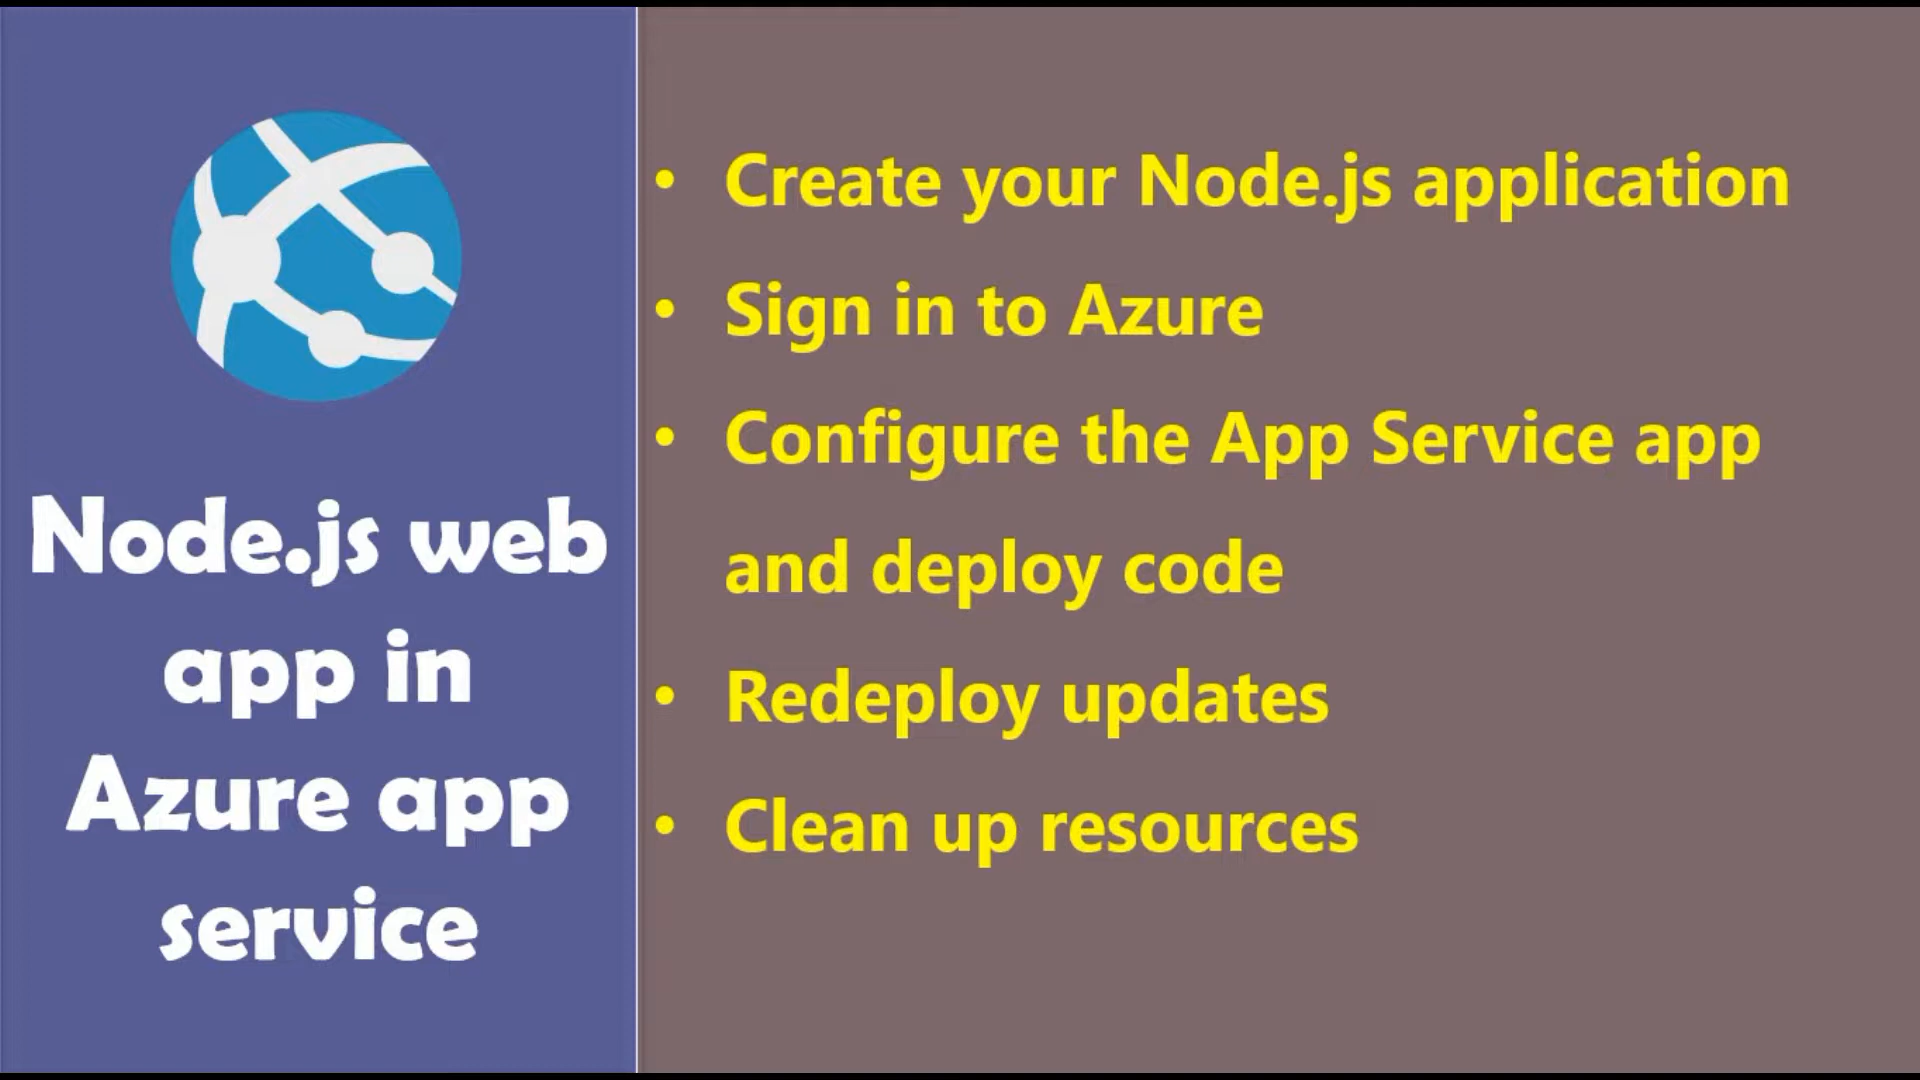 Node.js web
app in
Azure app
service
• Create your Node.js application
• Sign in to Azure
• Configure the App Service app
and deploy code
• Redeploy updates
• Clean up resources